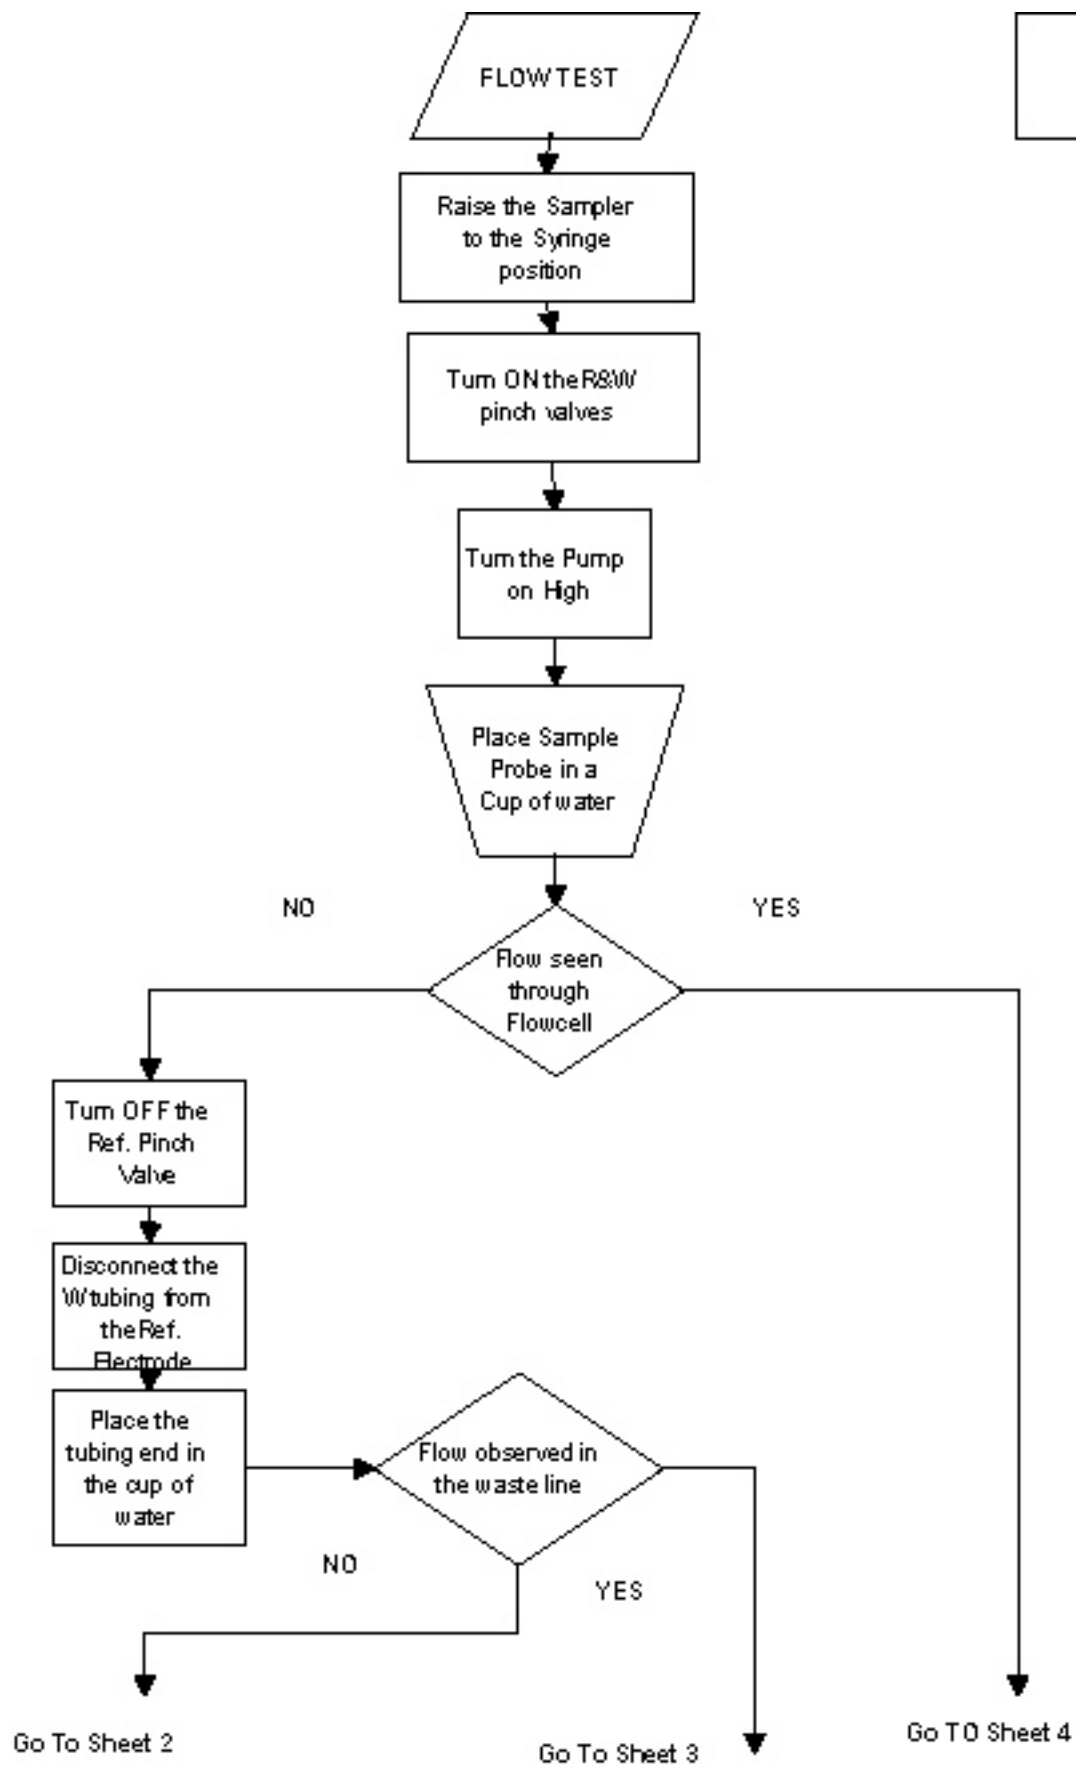 FLOW TEST
Raise the Sampler
to the Syringe
position
Turn ON the R&W
pinch valves
Turn the Pump
on High
Place Sample
Probe in a
Cup of water
NO
YES
Flow seen
through
Flowcell
Turn OFF the
Ref. Pinch
Valve
Disconnect the
W tubing from
the Ref.
Electrode
Place the
tubing end in
the cup of
water
Flow observed in
the waste line
NO
YES
Go To Sheet 2
Go To Sheet 3
Go TO Sheet 4